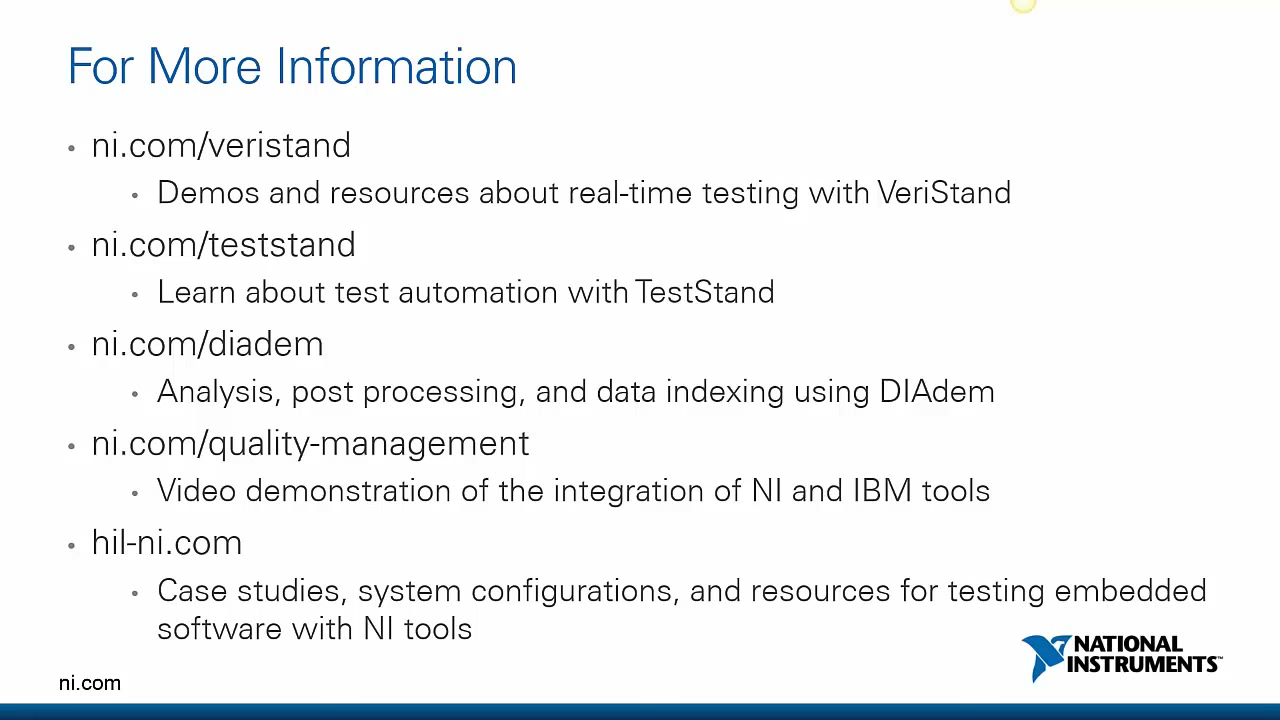 For More Information
• ni.com/veristand
• Demos and resources about real-time testing with VeriStand
• ni.com/teststand
• Learn about test automation with TestStand
• ni.com/diadem
• Analysis, post processing, and data indexing using DIAdem
• ni.com/quality-management
• Video demonstration of the integration of NI and IBM tools
• hil-ni.com
• Case studies, system configurations, and resources for testing embedded
software with NI tools
NATIONAL
INSTRUMENTS™
ni.com